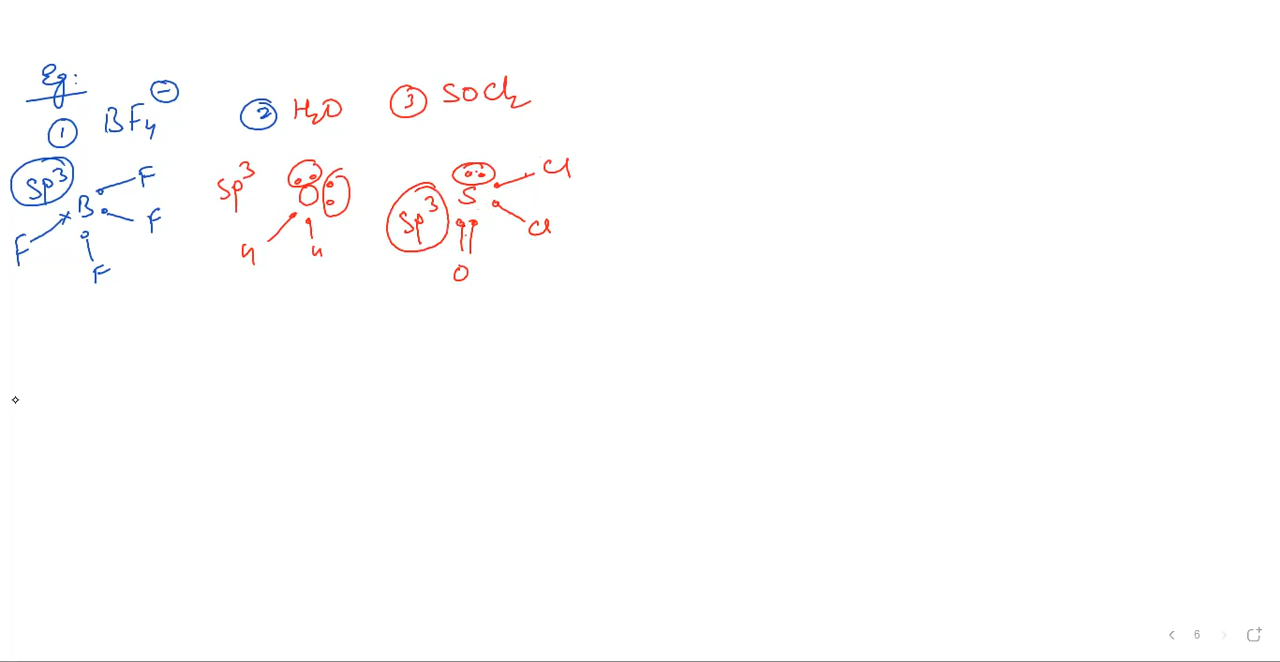 Eg:
① BF₄⁻
② H₂O
③ SOCl₂
Sp³
B
F
F
F
F
Sp³
O
H
H
Sp³
S
Cl
Cl
O
< 6 >